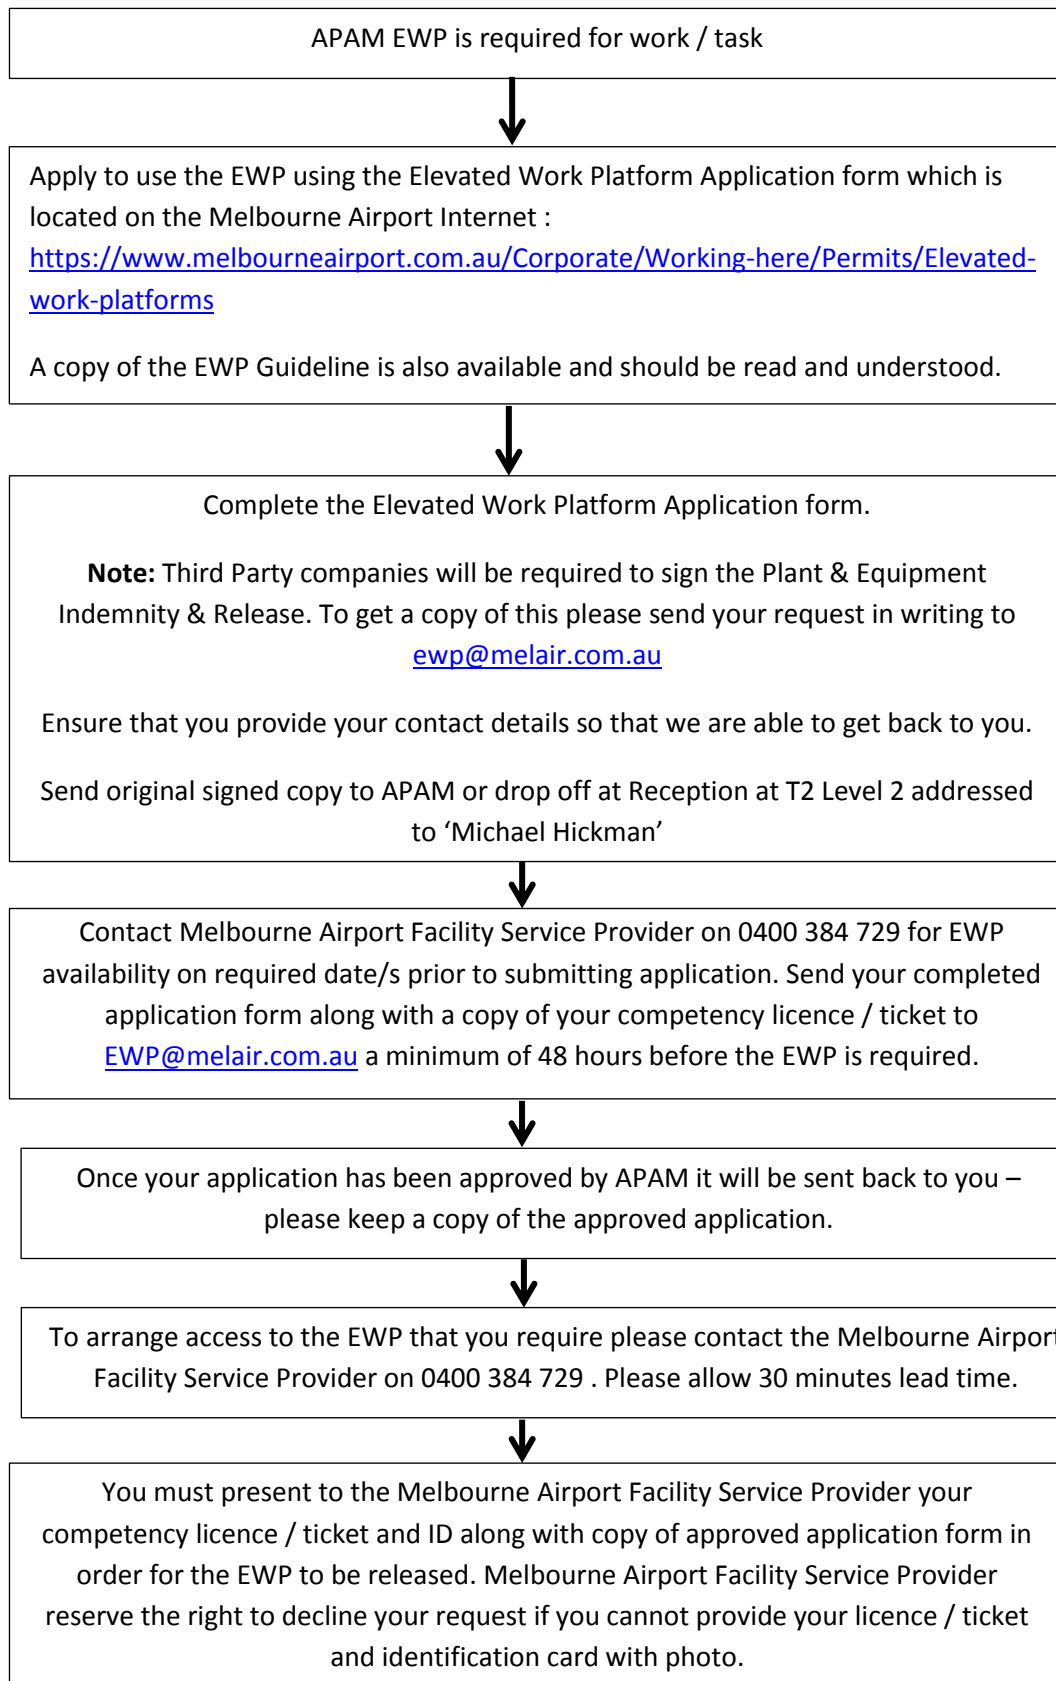 APAM EWP is required for work / task
Apply to use the EWP using the Elevated Work Platform Application form which is
located on the Melbourne Airport Internet :
https://www.melbourneairport.com.au/Corporate/Working-here/Permits/Elevated-
work-platforms
A copy of the EWP Guideline is also available and should be read and understood.
Complete the Elevated Work Platform Application form.
Note: Third Party companies will be required to sign the Plant & Equipment
Indemnity & Release. To get a copy of this please send your request in writing to
ewp@melair.com.au
Ensure that you provide your contact details so that we are able to get back to you.
Send original signed copy to APAM or drop off at Reception at T2 Level 2 addressed
to ‘Michael Hickman’
Contact Melbourne Airport Facility Service Provider on 0400 384 729 for EWP
availability on required date/s prior to submitting application. Send your completed
application form along with a copy of your competency licence / ticket to
EWP@melair.com.au a minimum of 48 hours before the EWP is required.
Once your application has been approved by APAM it will be sent back to you –
please keep a copy of the approved application.
To arrange access to the EWP that you require please contact the Melbourne Airport
Facility Service Provider on 0400 384 729 . Please allow 30 minutes lead time.
You must present to the Melbourne Airport Facility Service Provider your
competency licence / ticket and ID along with copy of approved application form in
order for the EWP to be released. Melbourne Airport Facility Service Provider
reserve the right to decline your request if you cannot provide your licence / ticket
and identification card with photo.